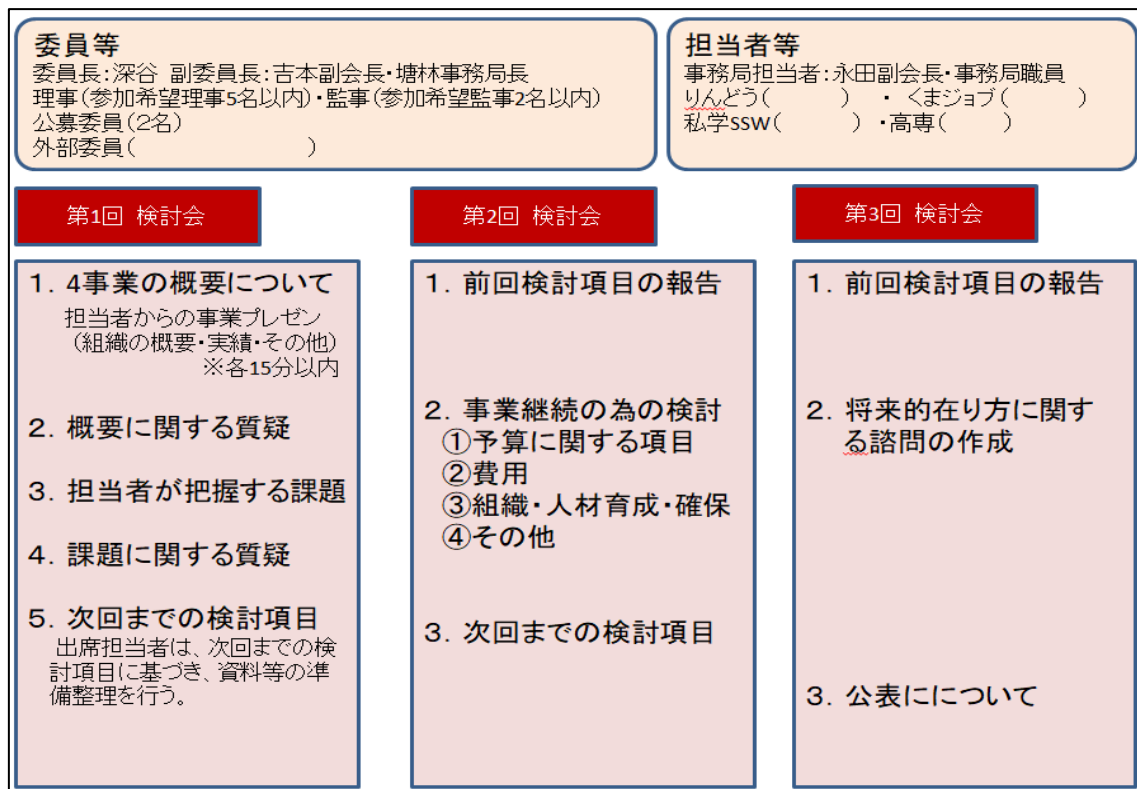 委員等
委員長:深谷 副委員長:吉本副会長・塘林事務局長
理事(参加希望理事5名以内)・監事(参加希望監事2名以内)
公募委員(2名)
外部委員(　　　　　　　　)
担当者等
事務局担当者:永田副会長・事務局職員
りんどう(　　　　) ・ くまジョブ(　　　　)
私学SSW(　　　　) ・高専(　　　)
第1回 検討会
1. 4事業の概要について
担当者からの事業プレゼン
(組織の概要・実績・その他)
※各15分以内
2. 概要に関する質疑
3. 担当者が把握する課題
4. 課題に関する質疑
5. 次回までの検討項目
出席担当者は、次回までの検
討項目に基づき、資料等の準
備整理を行う。
第2回 検討会
1. 前回検討項目の報告
2. 事業継続の為の検討
①予算に関する項目
②費用
③組織・人材育成・確保
④その他
3. 次回までの検討項目
第3回 検討会
1. 前回検討項目の報告
2. 将来的在り方に関す
る諮問の作成
3. 公表にについて